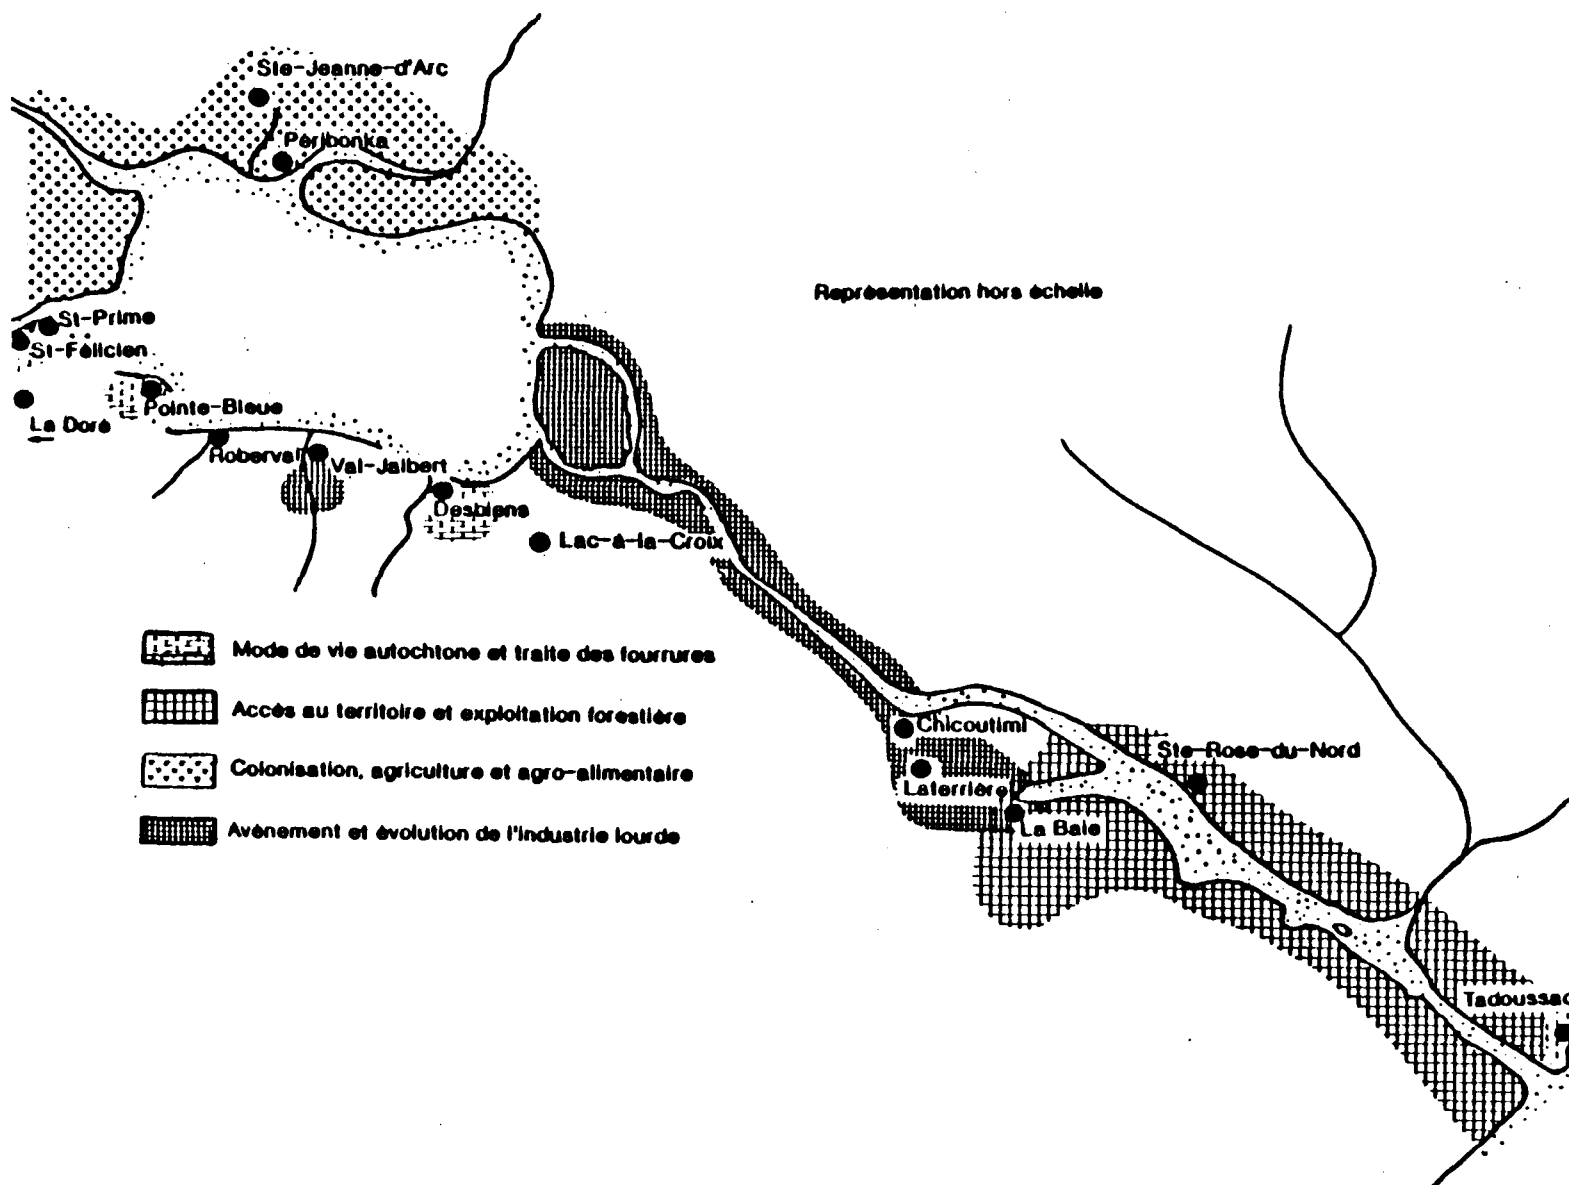 Ste-Jeanne-d'Arc
Péribonka
Représentation hors échelle
St-Prime
St-Félicien
Pointe-Bleue
La Doré
Roberval
Val-Jalbert
Desbiens
Lac-à-la-Croix
Mode de vie autochtone et traite des fourrures
Accès au territoire et exploitation forestière
Chicoutimi
Ste-Rose-du-Nord
Colonisation, agriculture et agro-alimentaire
Laterrière
La Baie
Avènement et évolution de l'industrie lourde
Tadoussac